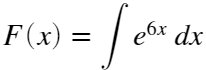 F(x) = ∫ e^{6x} dx